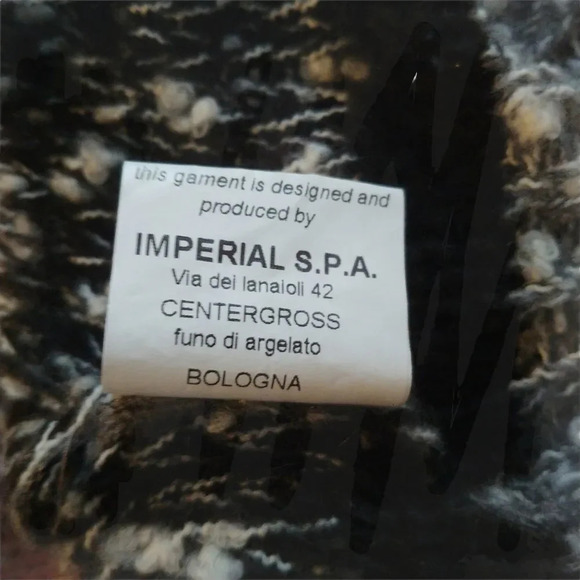 this gament is designed and
produced by
IMPERIAL S.P.A.
Via dei lanaioli 42
CENTERGROSS
funo di argelato
BOLOGNA